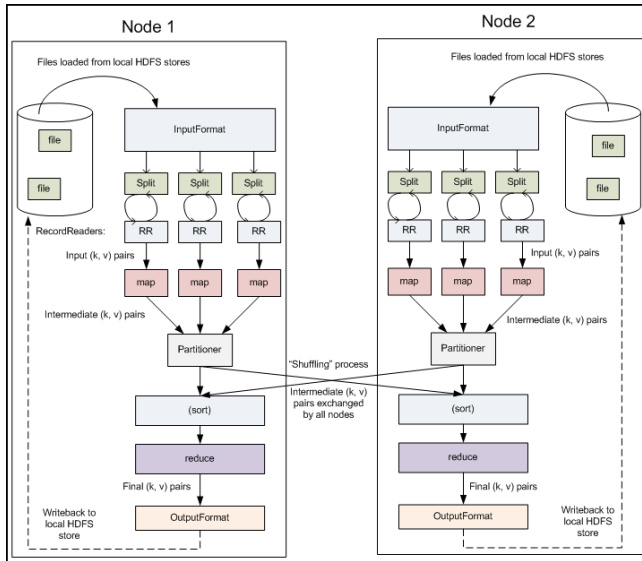 Node 1
Node 2
Files loaded from local HDFS stores
Files loaded from local HDFS stores
file
file
InputFormat
InputFormat
file
file
Split
Split
Split
Split
Split
Split
RecordReaders:
RR
RR
RR
RR
RR
RR
Input (k, v) pairs
Input (k, v) pairs
map
map
map
map
map
map
Intermediate (k, v) pairs
Intermediate (k, v) pairs
Partitioner
Partitioner
"Shuffling" process
Intermediate (k, v)
pairs exchanged
by all nodes
(sort)
(sort)
reduce
reduce
Final (k, v) pairs
Final (k, v) pairs
Writeback to
local HDFS
store
OutputFormat
OutputFormat
Writeback to
local HDFS
store